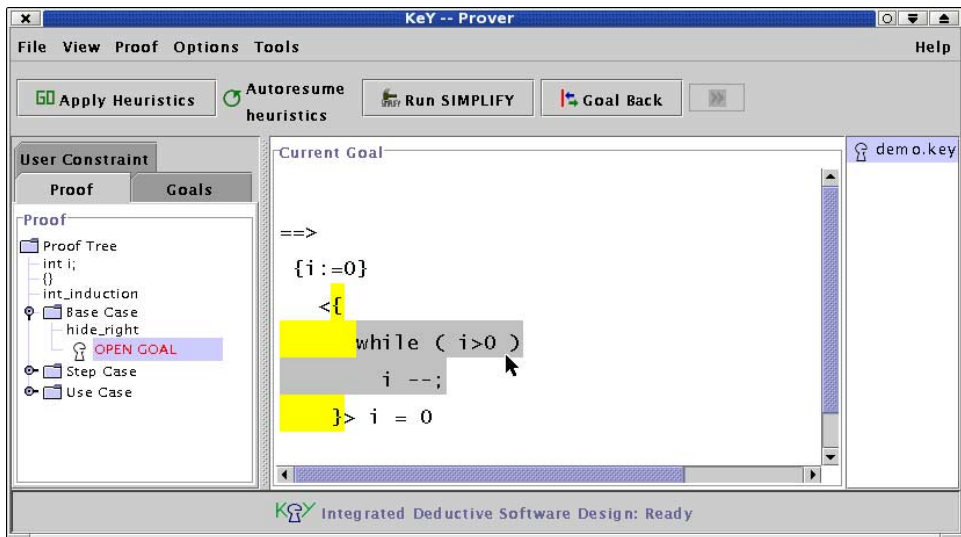 KeY -- Prover
File View Proof Options Tools Help
GO Apply Heuristics
Autoresume
heuristics
Run SIMPLIFY
Goal Back
User Constraint
Proof Goals
Proof
Proof Tree
int i;
{}
int_induction
Base Case
hide_right
OPEN GOAL
Step Case
Use Case
Current Goal
==>
{i:=0}
<{
while ( i>0 )
i --;
}> i = 0
demo.key
KeY Integrated Deductive Software Design: Ready